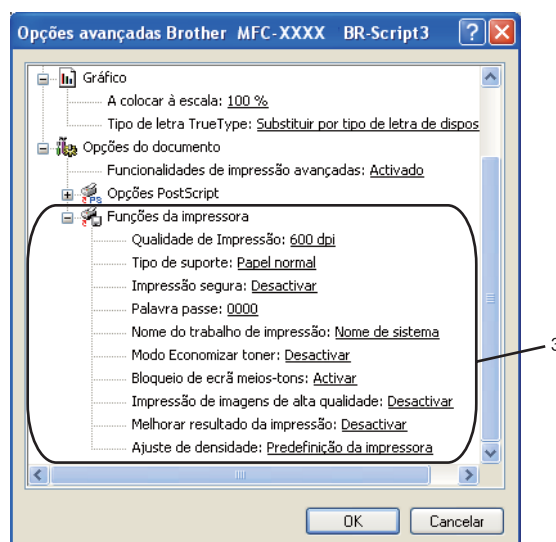 Opções avançadas Brother MFC-XXXX BR-Script3
Gráfico
A colocar à escala: 100 %
Tipo de letra TrueType: Substituir por tipo de letra de dispos
Opções do documento
Funcionalidades de impressão avançadas: Activado
Opções PostScript
Funções da impressora
Qualidade de Impressão: 600 dpi
Tipo de suporte: Papel normal
Impressão segura: Desactivar
Palavra passe: 0000
Nome do trabalho de impressão: Nome de sistema
Modo Economizar toner: Desactivar
Bloqueio de ecrã meios-tons: Activar
Impressão de imagens de alta qualidade: Desactivar
Melhorar resultado da impressão: Desactivar
Ajuste de densidade: Predefinição da impressora
3
OK Cancelar